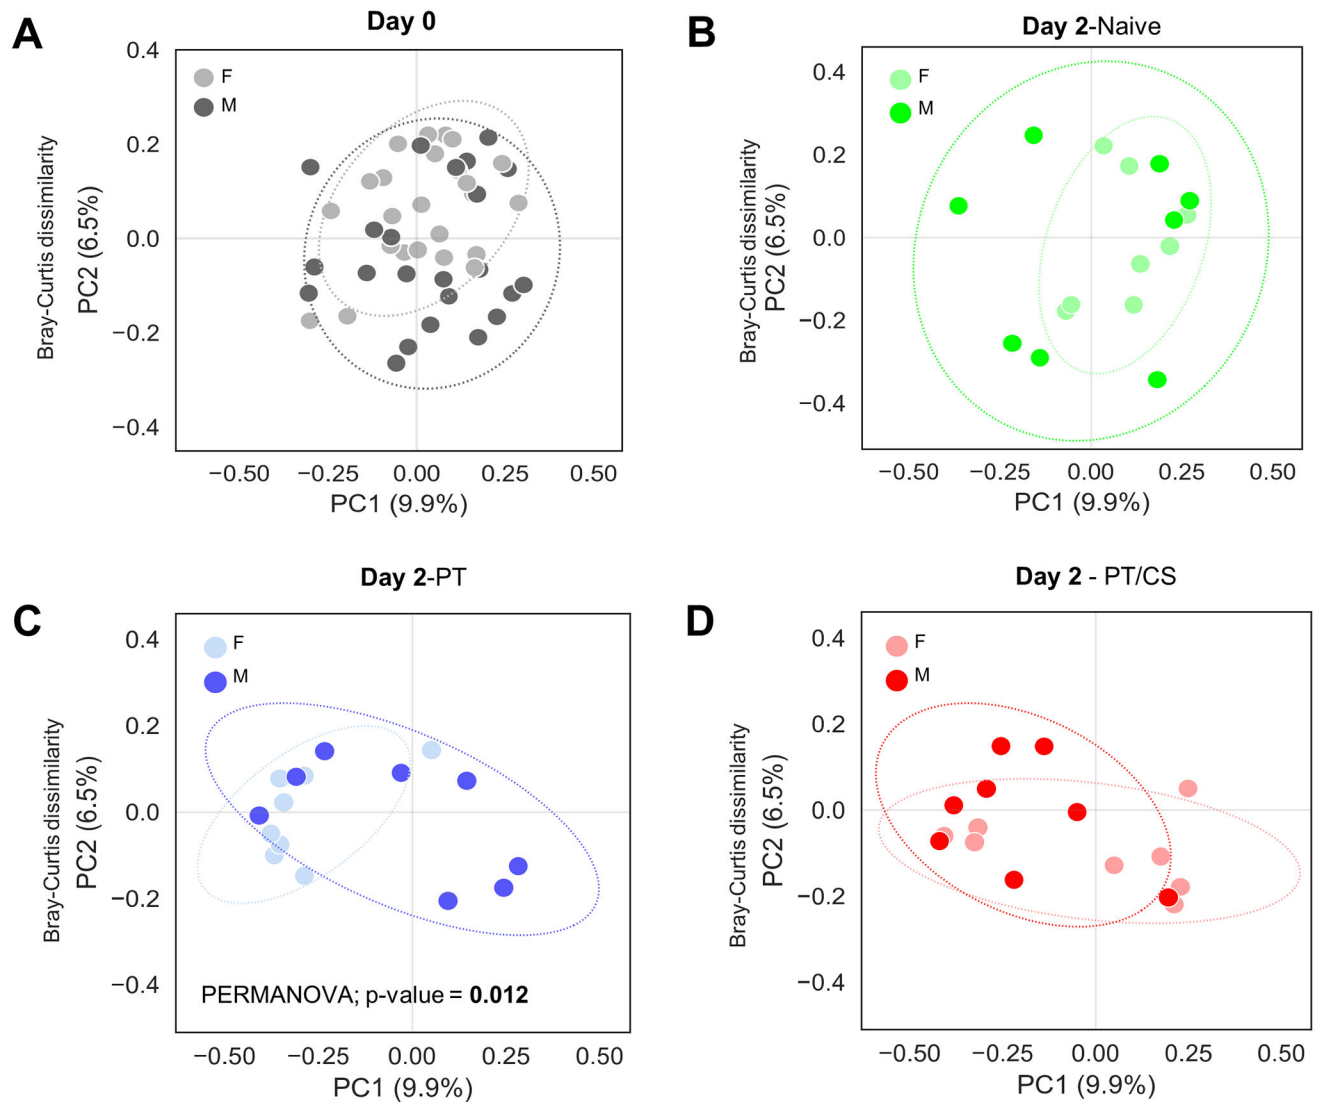 A
Day 0
F
M
0.4
0.2
0.0
−0.2
−0.4
Bray-Curtis dissimilarity
PC2 (6.5%)
−0.50
−0.25
0.00
0.25
0.50
PC1 (9.9%)
B
Day 2-Naive
F
M
0.4
0.2
0.0
−0.2
−0.4
Bray-Curtis dissimilarity
PC2 (6.5%)
−0.50
−0.25
0.00
0.25
0.50
PC1 (9.9%)
C
Day 2-PT
F
M
0.4
0.2
0.0
−0.2
−0.4
Bray-Curtis dissimilarity
PC2 (6.5%)
PERMANOVA; p-value = 0.012
−0.50
−0.25
0.00
0.25
0.50
PC1 (9.9%)
D
Day 2 - PT/CS
F
M
0.4
0.2
0.0
−0.2
−0.4
Bray-Curtis dissimilarity
PC2 (6.5%)
−0.50
−0.25
0.00
0.25
0.50
PC1 (9.9%)